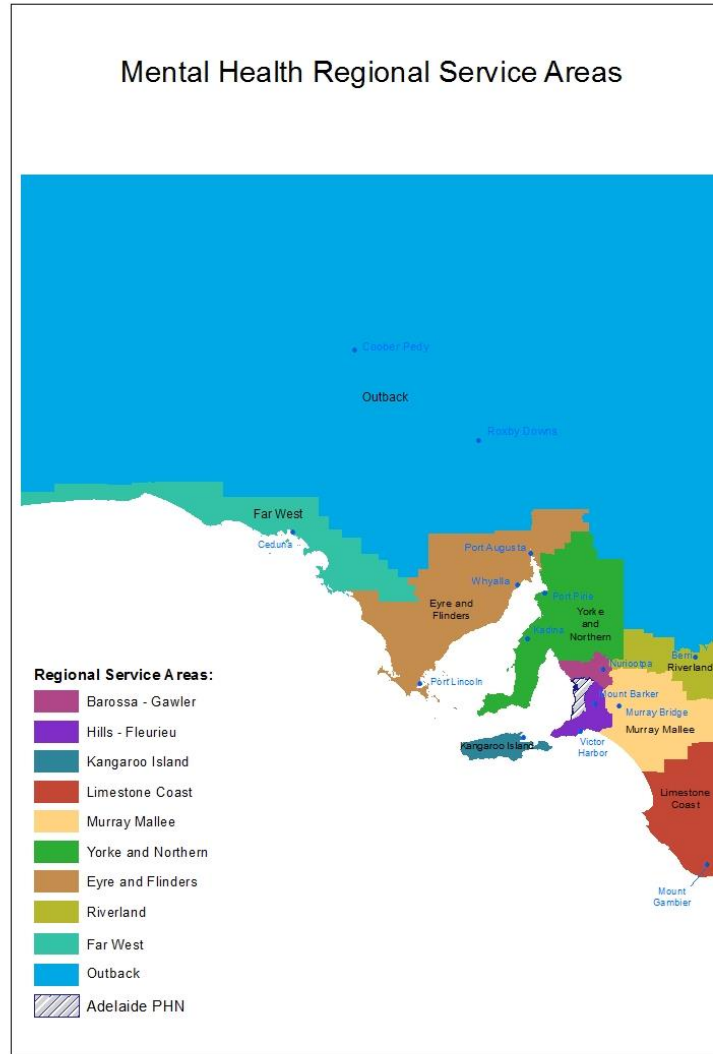 Mental Health Regional Service Areas
Coober Pedy
Outback
Roxby Downs
Far West
Ceduna
Port Augusta
Whyalla
Port Pirie
Eyre and
Flinders
Yorke
and
Northern
Kadina
Berri
Riverland
Nuriootpa
Port Lincoln
Mount Barker
Murray Bridge
Murray Mallee
Victor
Harbor
Kangaroo Island
Limestone
Coast
Mount
Gambier
Regional Service Areas:
Barossa - Gawler
Hills - Fleurieu
Kangaroo Island
Limestone Coast
Murray Mallee
Yorke and Northern
Eyre and Flinders
Riverland
Far West
Outback
Adelaide PHN